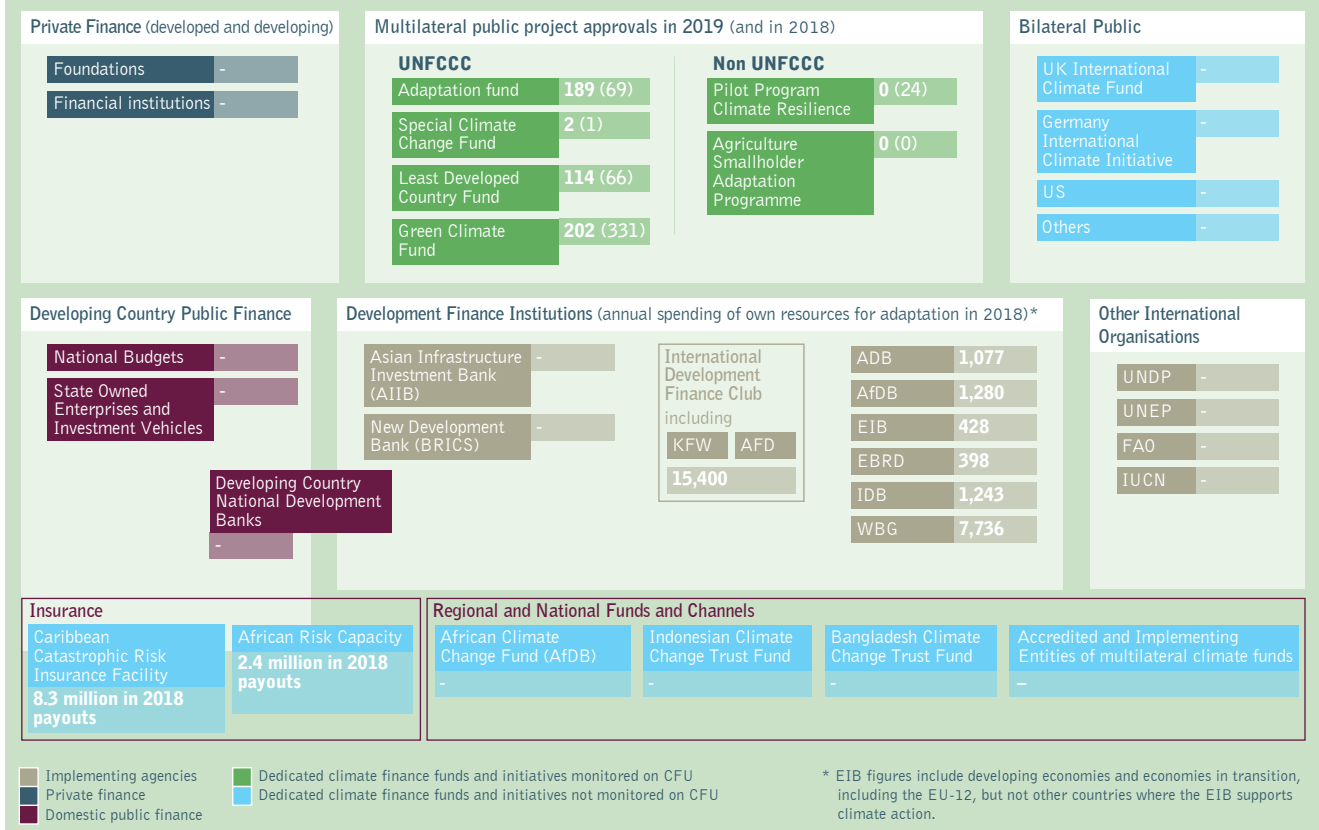 Private Finance (developed and developing)
Foundations -
Financial institutions -
Multilateral public project approvals in 2019 (and in 2018)
UNFCCC
Adaptation fund 189 (69)
Special Climate 2 (1)
Change Fund
Least Developed 114 (66)
Country Fund
Green Climate 202 (331)
Fund
Non UNFCCC
Pilot Program 0 (24)
Climate Resilience
Agriculture 0 (0)
Smallholder
Adaptation
Programme
Bilateral Public
UK International -
Climate Fund
Germany -
International
Climate Initiative
US -
Others -
Developing Country Public Finance
National Budgets -
State Owned -
Enterprises and
Investment Vehicles
Developing Country
National Development
Banks
-
Development Finance Institutions (annual spending of own resources for adaptation in 2018)*
Asian Infrastructure -
Investment Bank
(AIIB)
New Development -
Bank (BRICS)
International
Development
Finance Club
including
KFW AFD
15,400
ADB 1,077
AfDB 1,280
EIB 428
EBRD 398
IDB 1,243
WBG 7,736
Other International
Organisations
UNDP -
UNEP -
FAO -
IUCN -
Insurance
Caribbean
Catastrophic Risk
Insurance Facility
8.3 million in 2018
payouts
African Risk Capacity
2.4 million in 2018
payouts
Regional and National Funds and Channels
African Climate
Change Fund (AfDB)
-
Indonesian Climate
Change Trust Fund
-
Bangladesh Climate
Change Trust Fund
-
Accredited and Implementing
Entities of multilateral climate funds
–
Implementing agencies
Private finance
Domestic public finance
Dedicated climate finance funds and initiatives monitored on CFU
Dedicated climate finance funds and initiatives not monitored on CFU
* EIB figures include developing economies and economies in transition,
including the EU-12, but not other countries where the EIB supports
climate action.